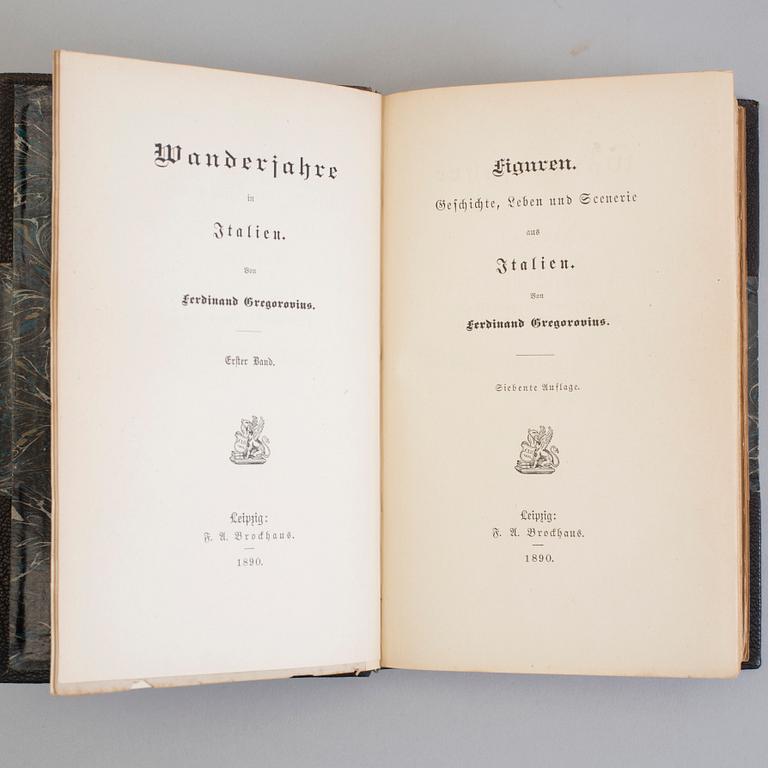 Wanderjahre
in
Italien.
Von
Ferdinand Gregorovius.
Erster Band.
Leipzig:
F. A. Brockhaus.
1890.
Figuren.
Geschichte, Leben und Scenerie
aus
Italien.
Von
Ferdinand Gregorovius.
Siebente Auflage.
Leipzig:
F. A. Brockhaus.
1890.